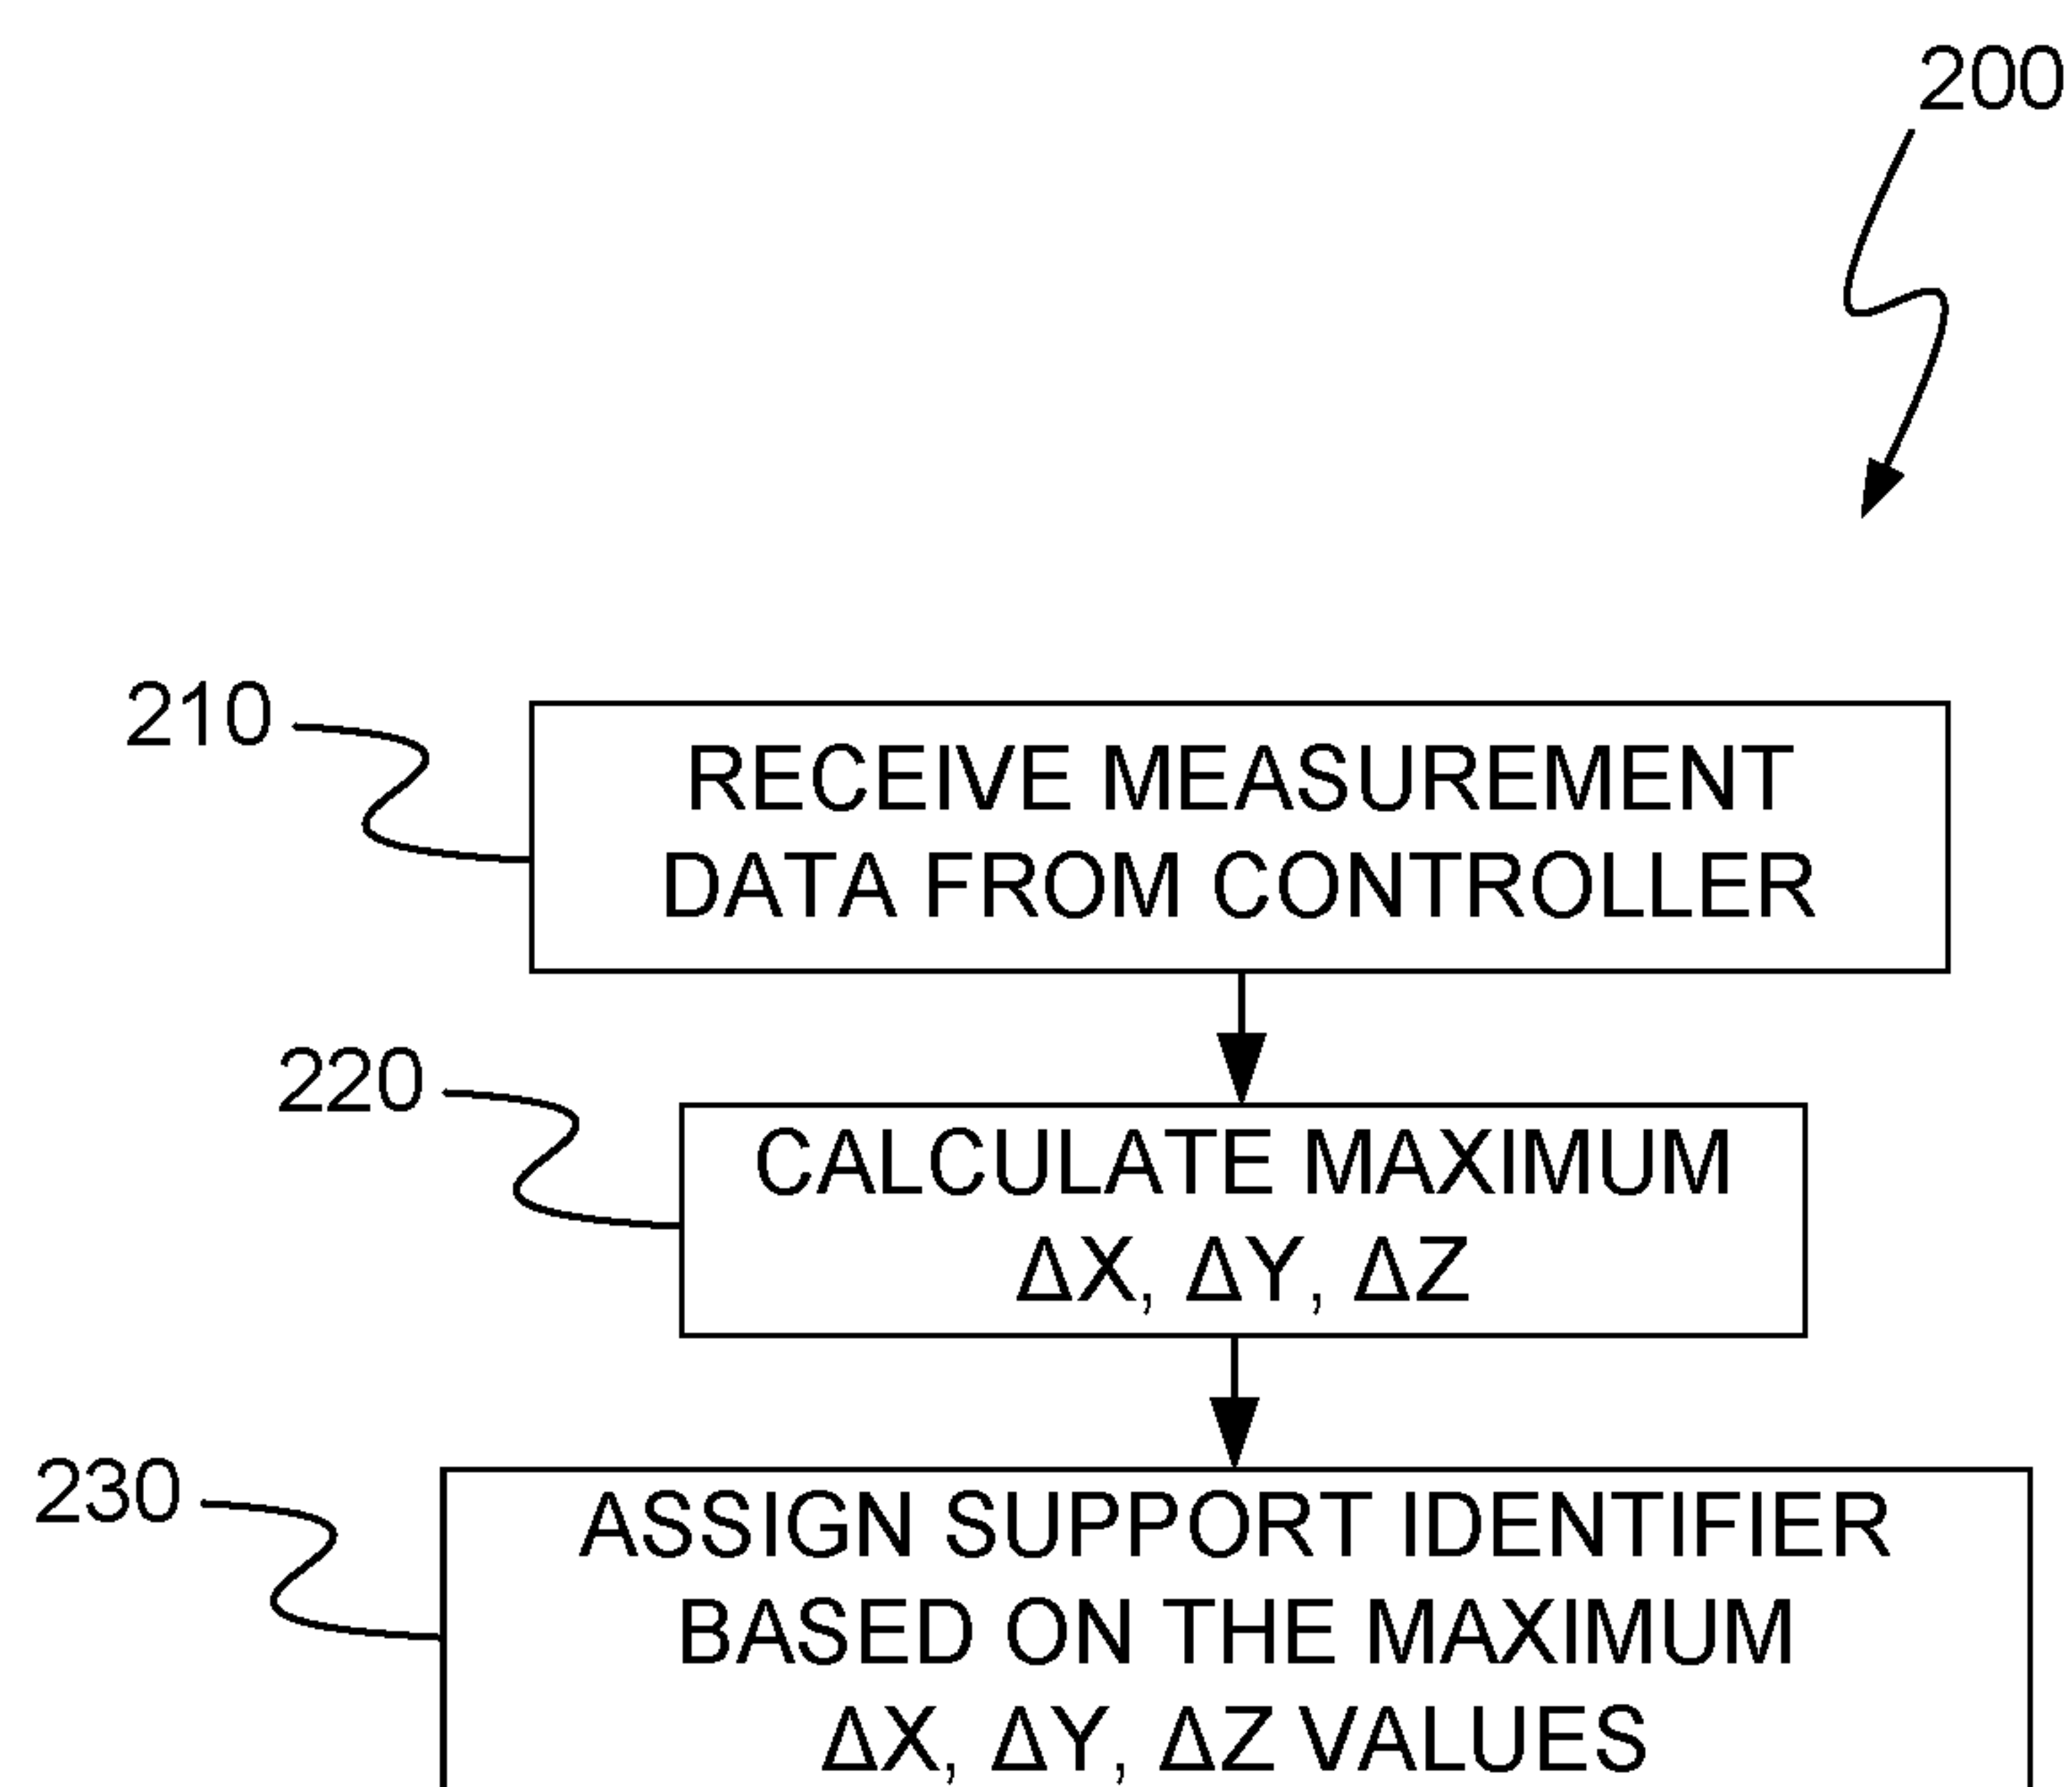 200
210
RECEIVE MEASUREMENT
DATA FROM CONTROLLER
220
CALCULATE MAXIMUM
ΔX, ΔY, ΔZ
230
ASSIGN SUPPORT IDENTIFIER
BASED ON THE MAXIMUM
ΔX, ΔY, ΔZ VALUES